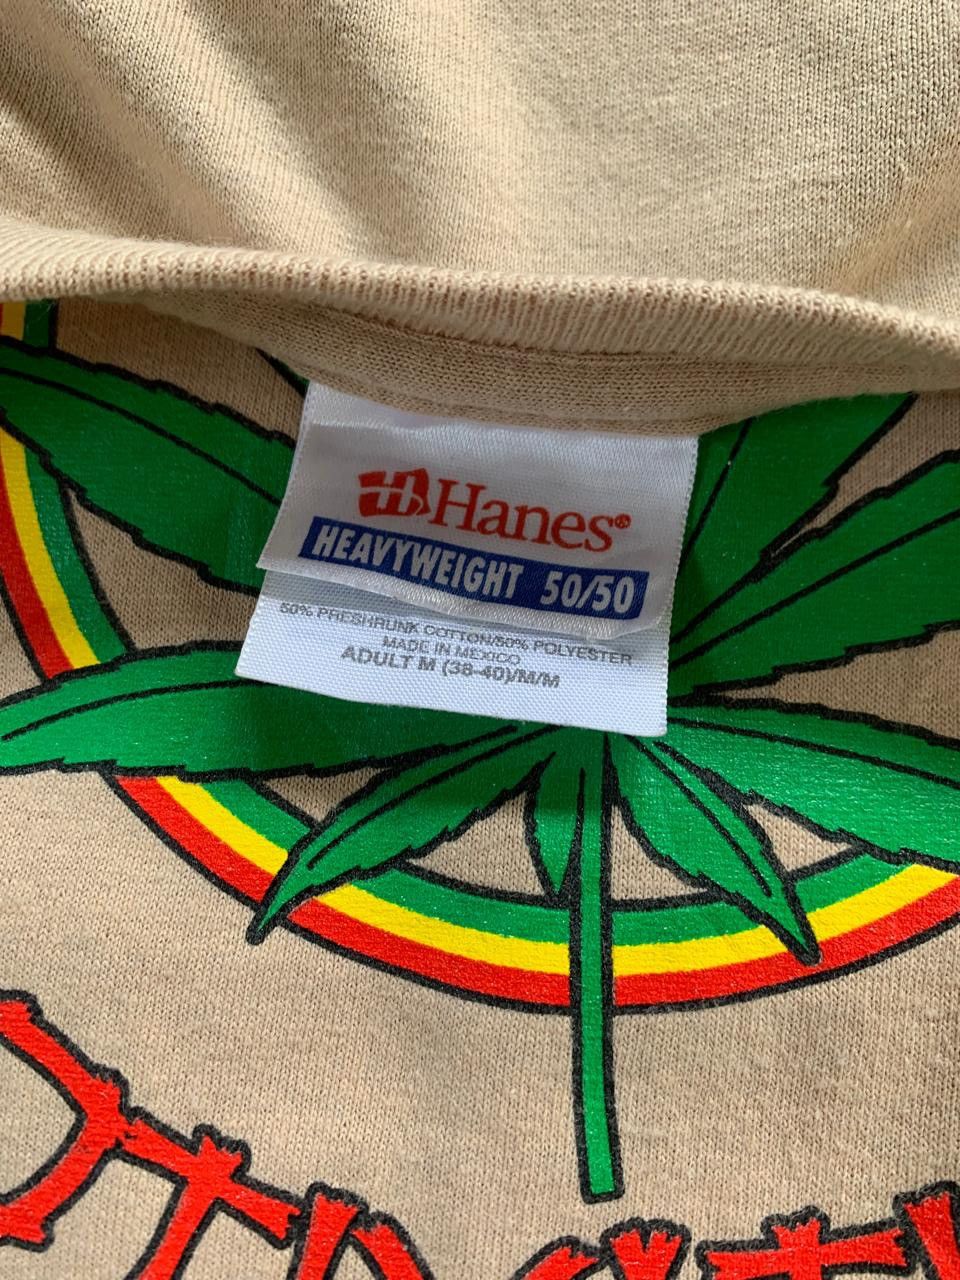 Hanes®
HEAVYWEIGHT 50/50
50% PRESHRUNK COTTON/50% POLYESTER
MADE IN MEXICO
ADULT M (38-40)/M/M